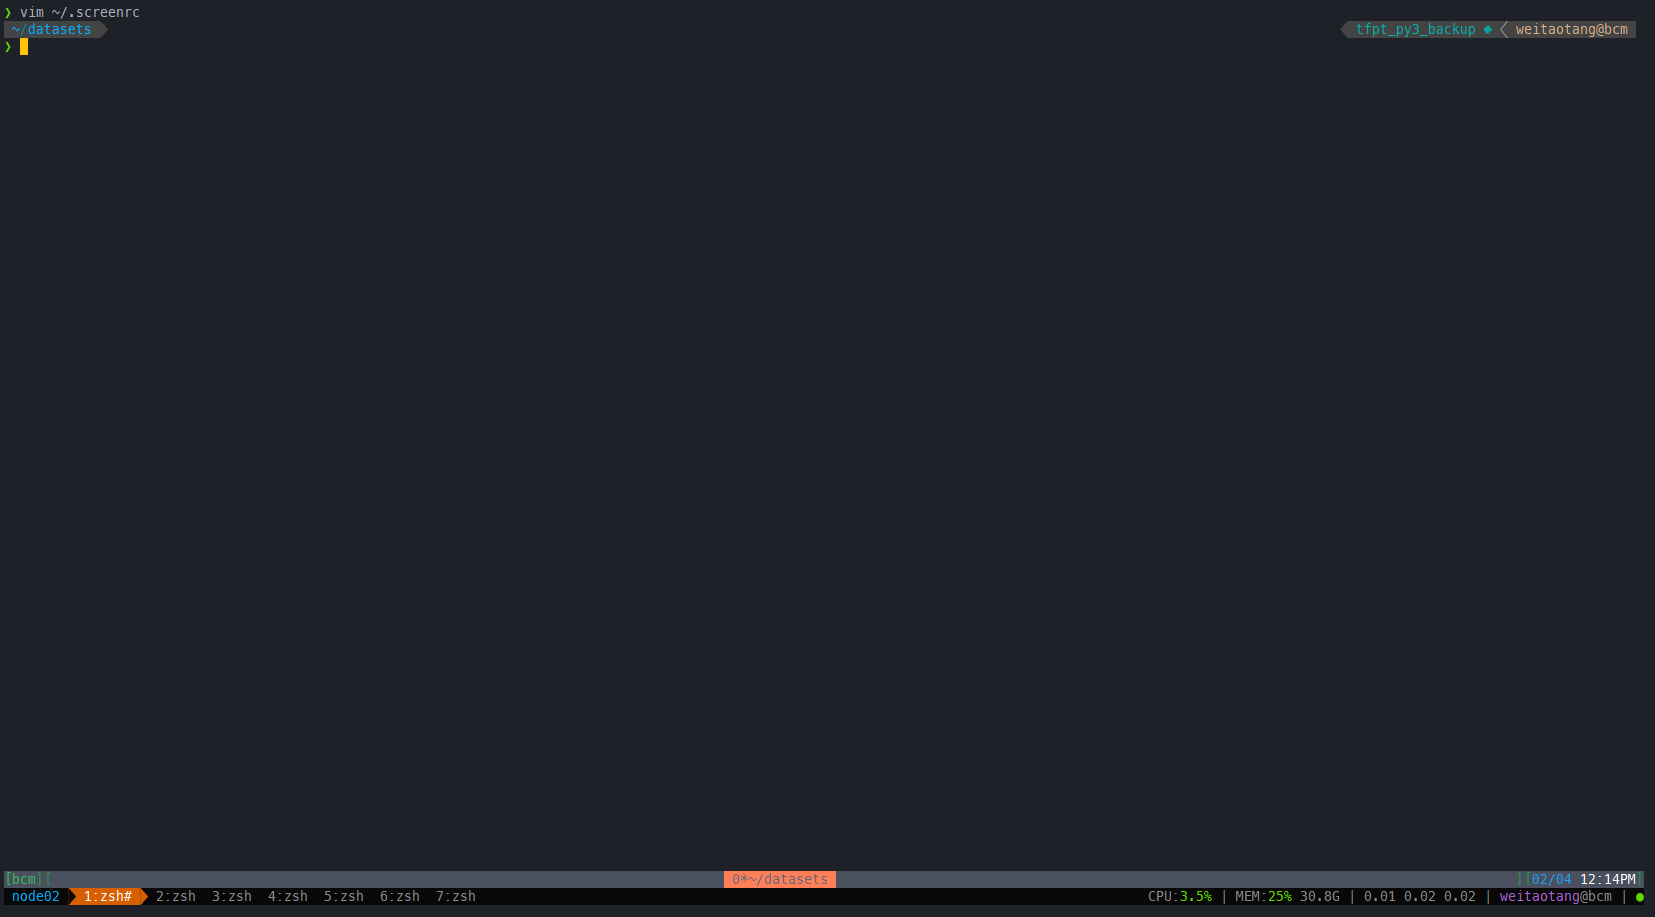 ❯ vim ~/.screenrc
~/datasets tfpt_py3_backup weitaotang@bcm
❯
[bcm][ 0*~/datasets ][02/04 12:14PM]
node02 1:zsh# 2:zsh 3:zsh 4:zsh 5:zsh 6:zsh 7:zsh CPU:3.5% | MEM:25% 30.8G | 0.01 0.02 0.02 | weitaotang@bcm | ●